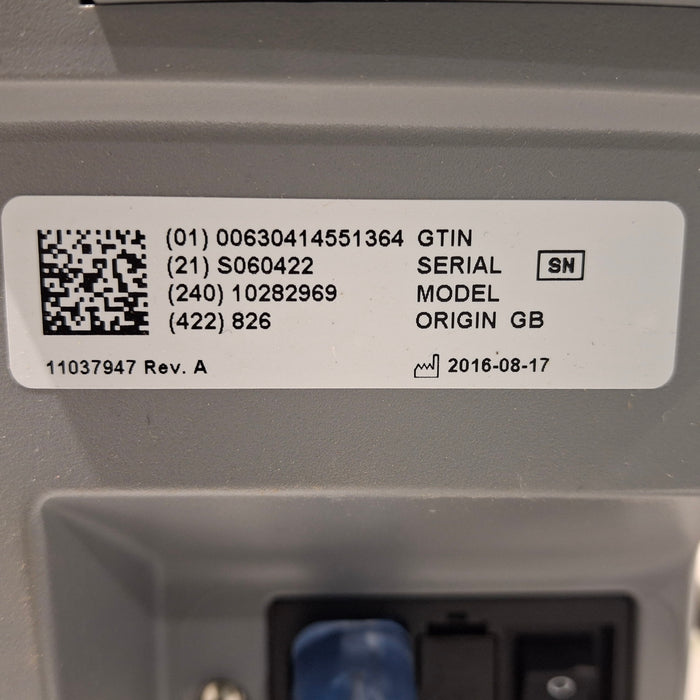 (01) 00630414551364 GTIN
(21) S060422 SERIAL SN
(240) 10282969 MODEL
(422) 826 ORIGIN GB
11037947 Rev. A 2016-08-17